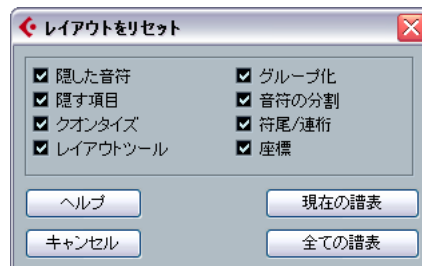 レイアウトをリセット
隠した音符
グループ化
隠す項目
音符の分割
クオンタイズ
符尾/連桁
レイアウトツール
座標
ヘルプ
現在の譜表
キャンセル
全ての譜表